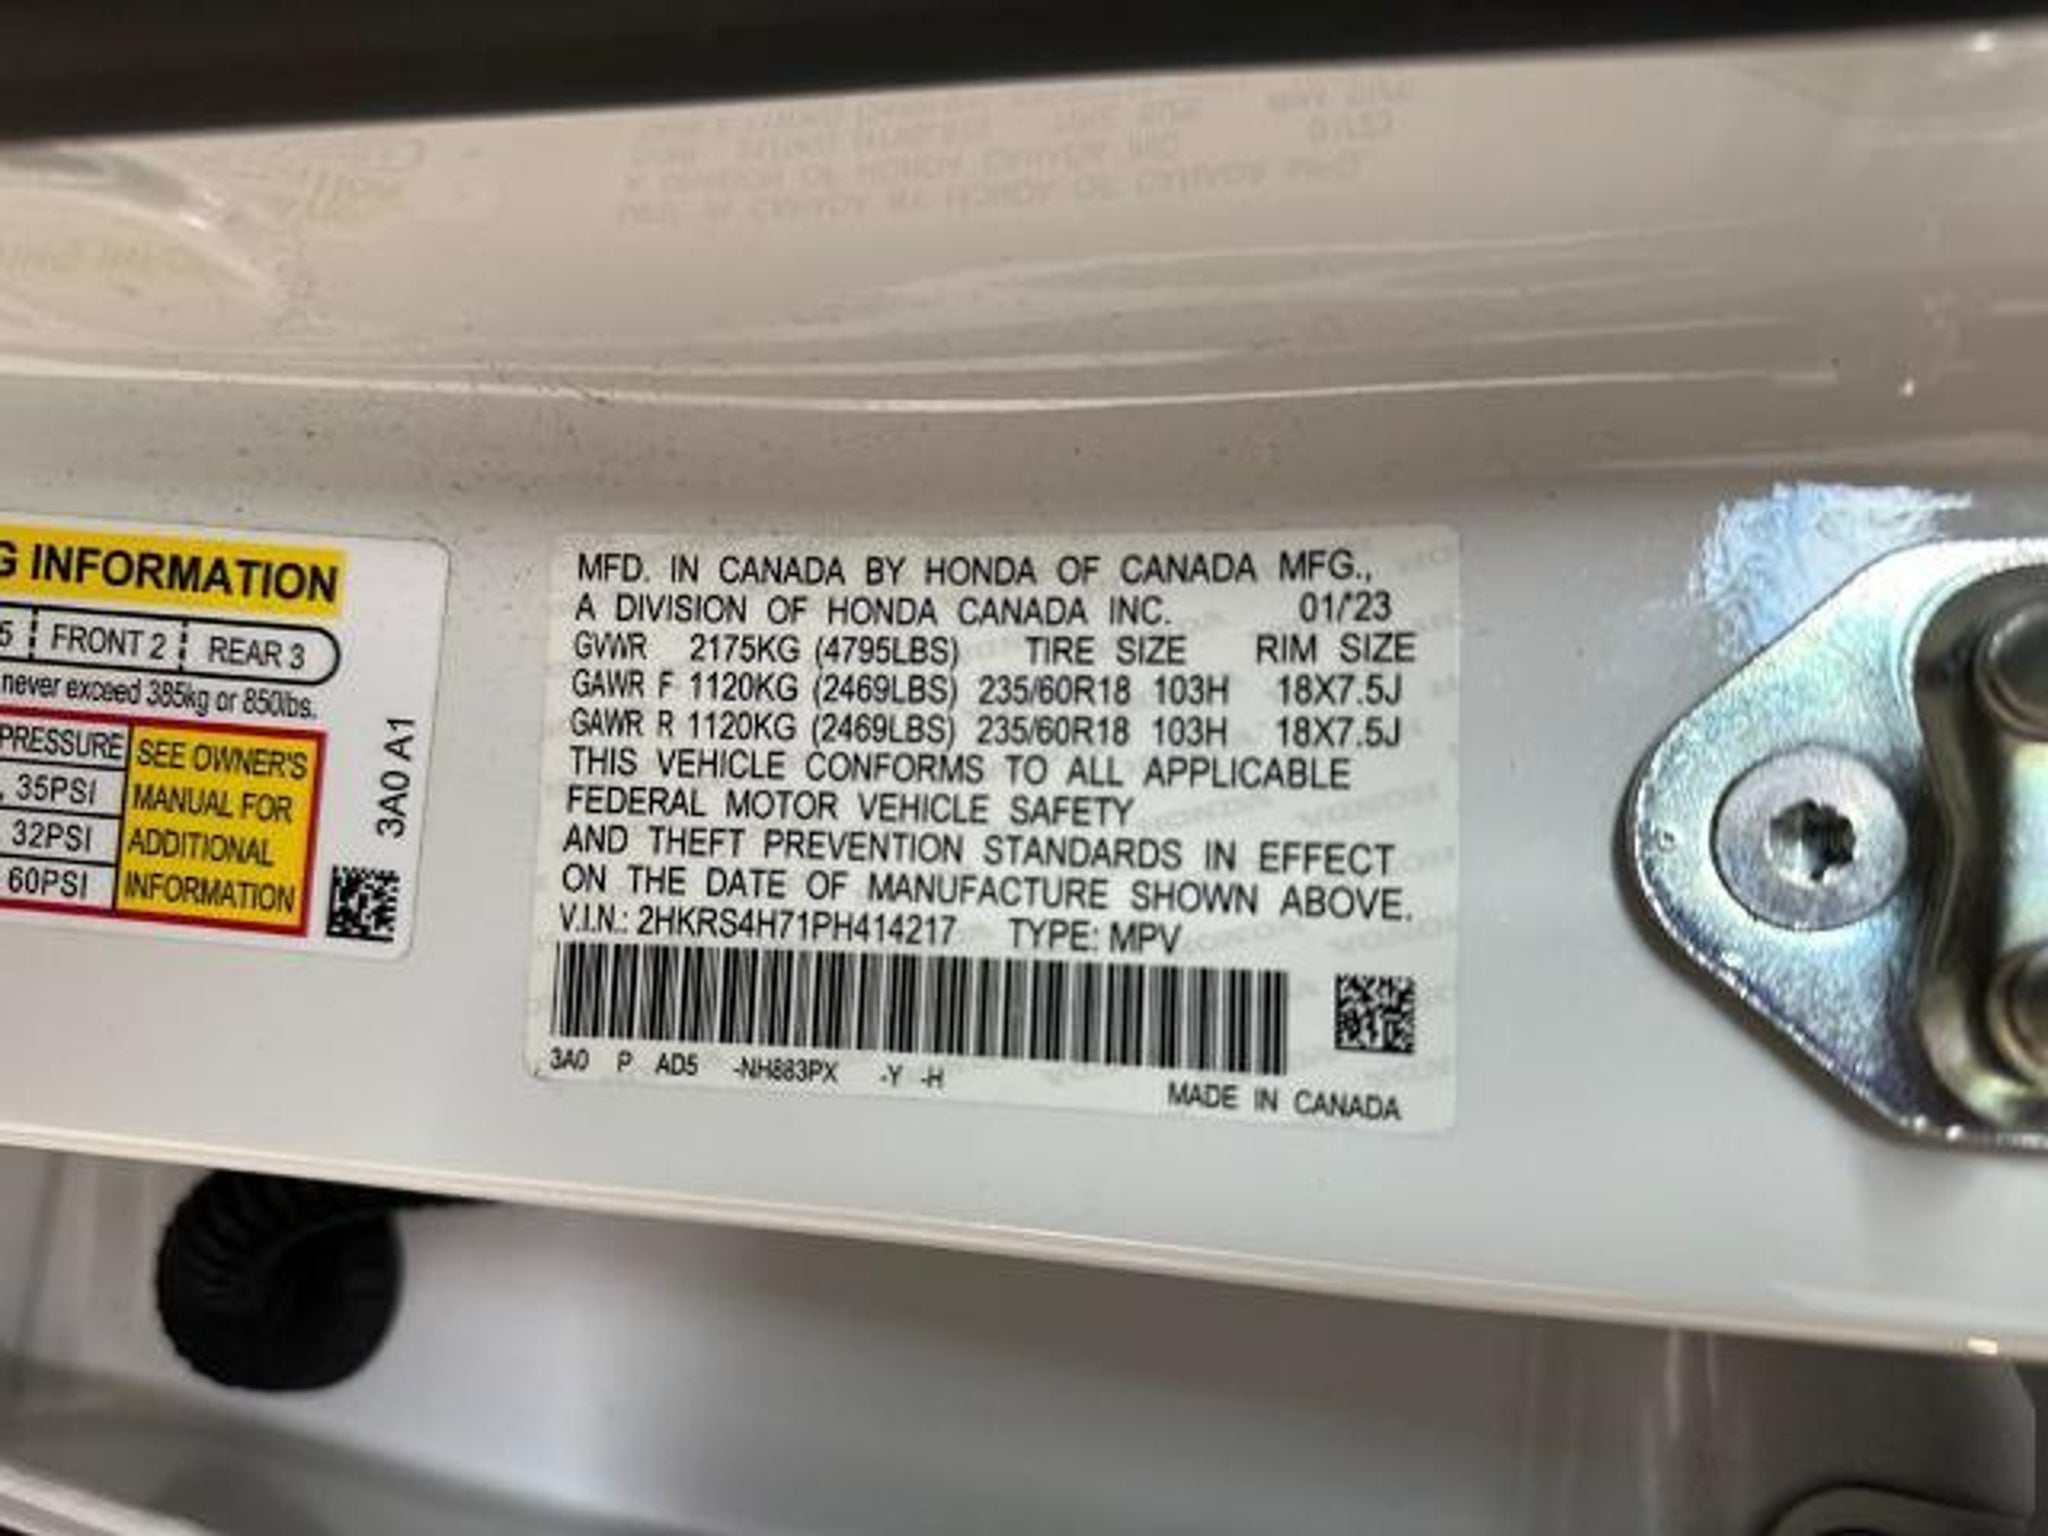 G INFORMATION
5 FRONT 2 REAR 3
never exceed 385kg or 850lbs.
PRESSURE
, 35PSI
32PSI
60PSI
SEE OWNER'S
MANUAL FOR
ADDITIONAL
INFORMATION
3A0 A1
MFD. IN CANADA BY HONDA OF CANADA MFG.,
A DIVISION OF HONDA CANADA INC. 01/'23
GVWR 2175KG (4795LBS) TIRE SIZE RIM SIZE
GAWR F 1120KG (2469LBS) 235/60R18 103H 18X7.5J
GAWR R 1120KG (2469LBS) 235/60R18 103H 18X7.5J
THIS VEHICLE CONFORMS TO ALL APPLICABLE
FEDERAL MOTOR VEHICLE SAFETY
AND THEFT PREVENTION STANDARDS IN EFFECT
ON THE DATE OF MANUFACTURE SHOWN ABOVE.
V.I.N.: 2HKRS4H71PH414217 TYPE: MPV
3A0 P AD5 -NH883PX -Y -H
MADE IN CANADA